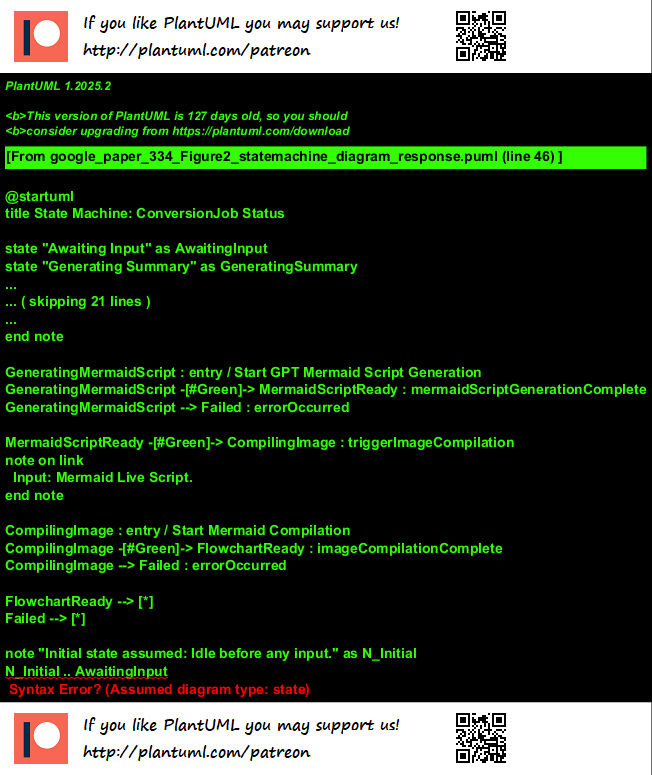 If you like PlantUML you may support us!
http://plantuml.com/patreon
PlantUML 1.2025.2
<b>This version of PlantUML is 127 days old, so you should
<b>consider upgrading from https://plantuml.com/download
[From google_paper_334_Figure2_statemachine_diagram_response.puml (line 46) ]
@startuml
title State Machine: ConversionJob Status
state "Awaiting Input" as AwaitingInput
state "Generating Summary" as GeneratingSummary
...
... ( skipping 21 lines )
...
end note
GeneratingMermaidScript : entry / Start GPT Mermaid Script Generation
GeneratingMermaidScript -[#Green]-> MermaidScriptReady : mermaidScriptGenerationComplete
GeneratingMermaidScript --> Failed : errorOccurred
MermaidScriptReady -[#Green]-> CompilingImage : triggerImageCompilation
note on link
Input: Mermaid Live Script.
end note
CompilingImage : entry / Start Mermaid Compilation
CompilingImage -[#Green]-> FlowchartReady : imageCompilationComplete
CompilingImage --> Failed : errorOccurred
FlowchartReady --> [*]
Failed --> [*]
note "Initial state assumed: Idle before any input." as N_Initial
N_Initial .. AwaitingInput
Syntax Error? (Assumed diagram type: state)
If you like PlantUML you may support us!
http://plantuml.com/patreon